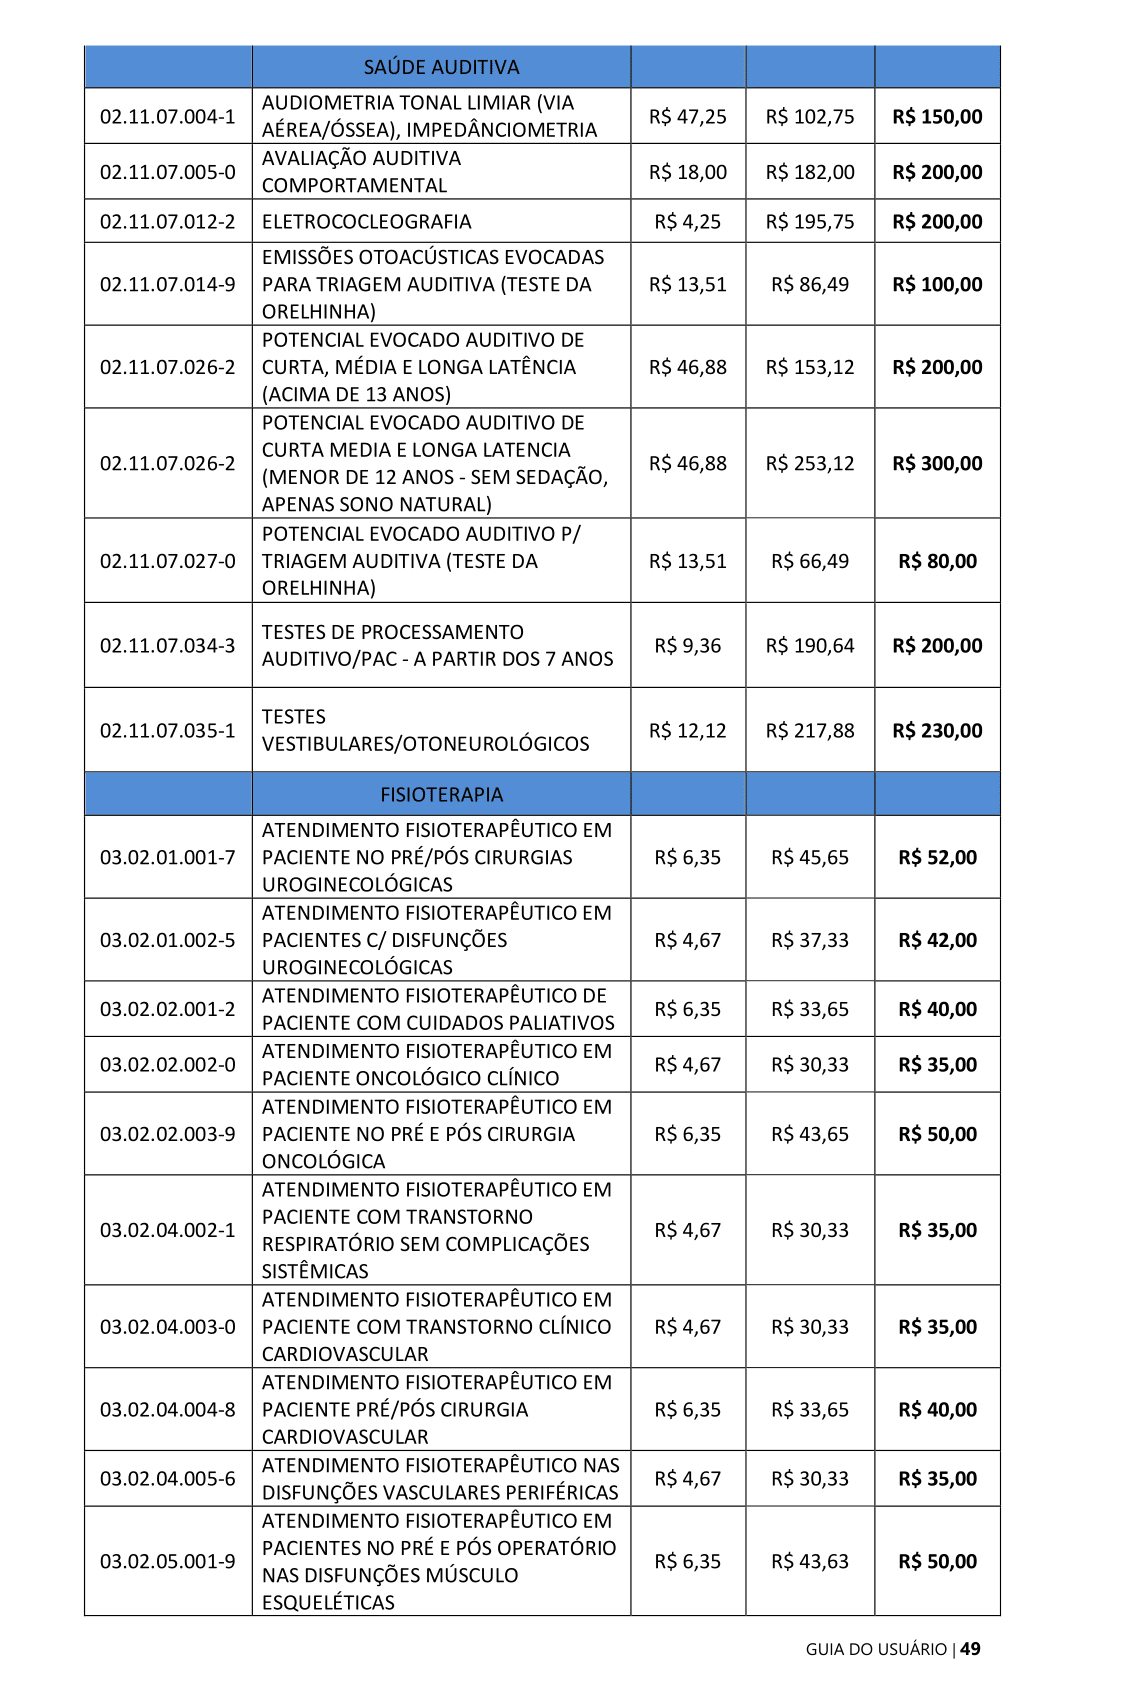 SAÚDE AUDITIVA
02.11.07.004-1 AUDIOMETRIA TONAL LIMIAR (VIA AÉREA/ÓSSEA), IMPEDÂNCIOMETRIA R$ 47,25 R$ 102,75 R$ 150,00
02.11.07.005-0 AVALIAÇÃO AUDITIVA COMPORTAMENTAL R$ 18,00 R$ 182,00 R$ 200,00
02.11.07.012-2 ELETROCOCLEOGRAFIA R$ 4,25 R$ 195,75 R$ 200,00
02.11.07.014-9 EMISSÕES OTOACÚSTICAS EVOCADAS PARA TRIAGEM AUDITIVA (TESTE DA ORELHINHA) R$ 13,51 R$ 86,49 R$ 100,00
02.11.07.026-2 POTENCIAL EVOCADO AUDITIVO DE CURTA, MÉDIA E LONGA LATÊNCIA (ACIMA DE 13 ANOS) R$ 46,88 R$ 153,12 R$ 200,00
02.11.07.026-2 POTENCIAL EVOCADO AUDITIVO DE CURTA MEDIA E LONGA LATENCIA (MENOR DE 12 ANOS - SEM SEDAÇÃO, APENAS SONO NATURAL) R$ 46,88 R$ 253,12 R$ 300,00
02.11.07.027-0 POTENCIAL EVOCADO AUDITIVO P/ TRIAGEM AUDITIVA (TESTE DA ORELHINHA) R$ 13,51 R$ 66,49 R$ 80,00
02.11.07.034-3 TESTES DE PROCESSAMENTO AUDITIVO/PAC - A PARTIR DOS 7 ANOS R$ 9,36 R$ 190,64 R$ 200,00
02.11.07.035-1 TESTES VESTIBULARES/OTONEUROLÓGICOS R$ 12,12 R$ 217,88 R$ 230,00
FISIOTERAPIA
03.02.01.001-7 ATENDIMENTO FISIOTERAPÊUTICO EM PACIENTE NO PRÉ/PÓS CIRURGIAS UROGINECOLÓGICAS R$ 6,35 R$ 45,65 R$ 52,00
03.02.01.002-5 ATENDIMENTO FISIOTERAPÊUTICO EM PACIENTES C/ DISFUNÇÕES UROGINECOLÓGICAS R$ 4,67 R$ 37,33 R$ 42,00
03.02.02.001-2 ATENDIMENTO FISIOTERAPÊUTICO DE PACIENTE COM CUIDADOS PALIATIVOS R$ 6,35 R$ 33,65 R$ 40,00
03.02.02.002-0 ATENDIMENTO FISIOTERAPÊUTICO EM PACIENTE ONCOLÓGICO CLÍNICO R$ 4,67 R$ 30,33 R$ 35,00
03.02.02.003-9 ATENDIMENTO FISIOTERAPÊUTICO EM PACIENTE NO PRÉ E PÓS CIRURGIA ONCOLÓGICA R$ 6,35 R$ 43,65 R$ 50,00
03.02.04.002-1 ATENDIMENTO FISIOTERAPÊUTICO EM PACIENTE COM TRANSTORNO RESPIRATÓRIO SEM COMPLICAÇÕES SISTÊMICAS R$ 4,67 R$ 30,33 R$ 35,00
03.02.04.003-0 ATENDIMENTO FISIOTERAPÊUTICO EM PACIENTE COM TRANSTORNO CLÍNICO CARDIOVASCULAR R$ 4,67 R$ 30,33 R$ 35,00
03.02.04.004-8 ATENDIMENTO FISIOTERAPÊUTICO EM PACIENTE PRÉ/PÓS CIRURGIA CARDIOVASCULAR R$ 6,35 R$ 33,65 R$ 40,00
03.02.04.005-6 ATENDIMENTO FISIOTERAPÊUTICO NAS DISFUNÇÕES VASCULARES PERIFÉRICAS R$ 4,67 R$ 30,33 R$ 35,00
03.02.05.001-9 ATENDIMENTO FISIOTERAPÊUTICO EM PACIENTES NO PRÉ E PÓS OPERATÓRIO NAS DISFUNÇÕES MÚSCULO ESQUELÉTICAS R$ 6,35 R$ 43,63 R$ 50,00
GUIA DO USUÁRIO | 49